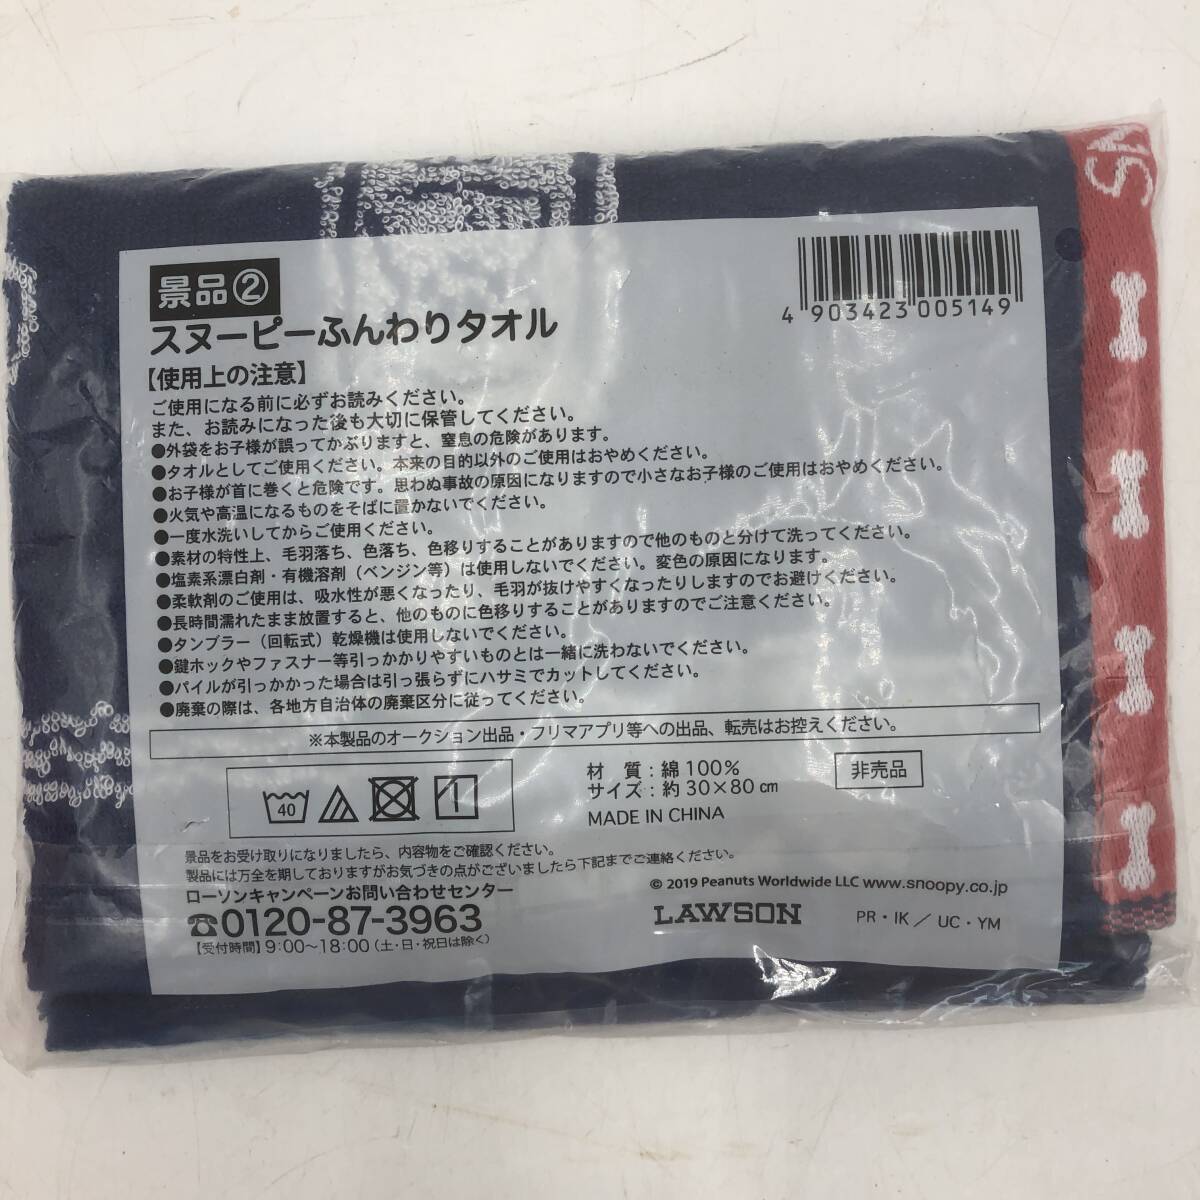 景品②
スヌーピーふんわりタオル
4 903423 005149
【使用上の注意】
ご使用になる前に必ずお読みください。
また、お読みになった後も大切に保管してください。
●外袋をお子様が誤ってかぶりますと、窒息の危険があります。
●タオルとしてご使用ください。本来の目的以外のご使用はおやめください。
●お子様が首に巻くと危険です。思わぬ事故の原因になりますので小さなお子様のご使用はおやめください。
●火気や高温になるものをそばに置かないでください。
●一度水洗いしてからご使用ください。
●素材の特性上、毛羽落ち、色落ち、色移りすることがありますので他のものと分けて洗ってください。
●塩素系漂白剤・有機溶剤（ベンジン等）は使用しないでください。変色の原因になります。
●柔軟剤のご使用は、吸水性が悪くなったり、毛羽が抜けやすくなったりしますのでお避けください。
●長時間濡れたまま放置すると、他のものに色移りすることがありますのでご注意ください。
●タンブラー（回転式）乾燥機は使用しないでください。
●鍵ホックやファスナー等引っかかりやすいものとは一緒に洗わないでください。
●パイルが引っかかった場合は引っ張らずにハサミでカットしてください。
●廃棄の際は、各地方自治体の廃棄区分に従ってください。
※本製品のオークション出品・フリマアプリ等への出品、転売はお控えください。
40
材 質：綿100%
サイズ：約30×80㎝
MADE IN CHINA
非売品
景品をお受け取りになりましたら、内容物をご確認ください。
製品には万全を期しておりますがお気づきの点がございましたら下記までご連絡ください。
ローソンキャンペーンお問い合わせセンター
☎0120-87-3963
【受付時間】9:00～18:00（土・日・祝日は除く）
© 2019 Peanuts Worldwide LLC www.snoopy.co.jp
LAWSON
PR・IK／UC・YM